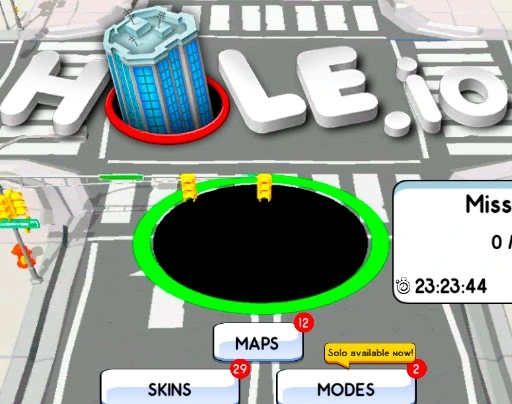 HOLE.io
Miss
0 /
23:23:44
12
MAPS
Solo available now!
29
2
SKINS
MODES